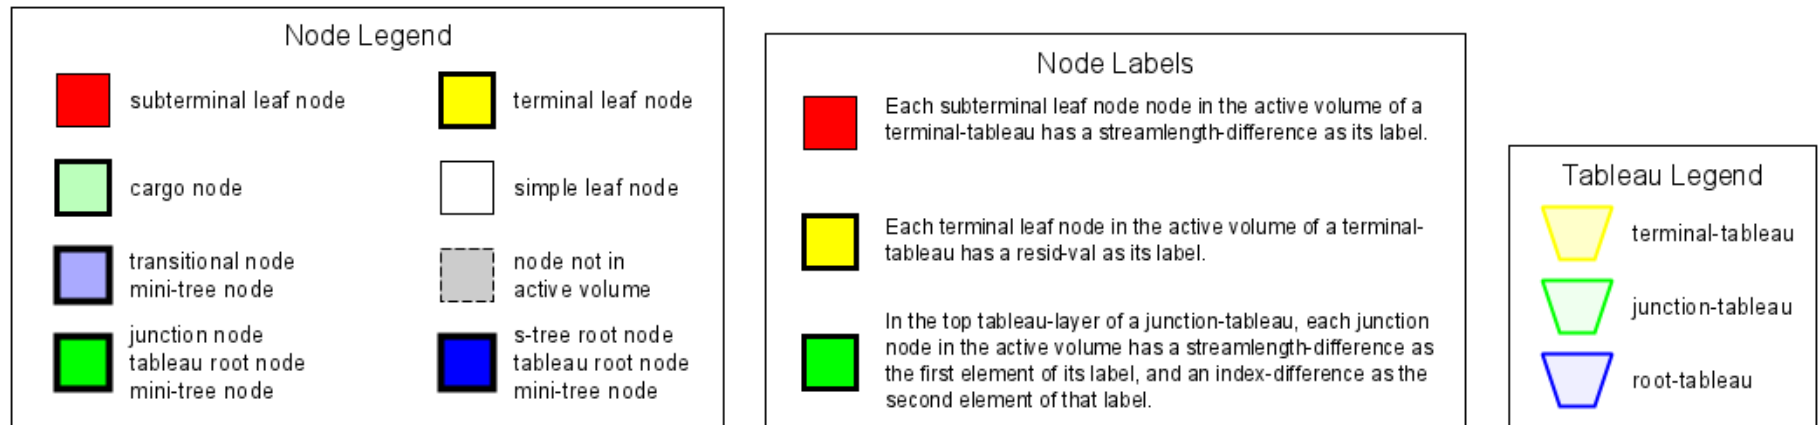 Node Legend
subterminal leaf node
terminal leaf node
cargo node
simple leaf node
transitional node
mini-tree node
node not in
active volume
junction node
tableau root node
mini-tree node
s-tree root node
tableau root node
mini-tree node
Node Labels
Each subterminal leaf node node in the active volume of a
terminal-tableau has a streamlength-difference as its label.
Each terminal leaf node in the active volume of a terminal-
tableau has a resid-val as its label.
In the top tableau-layer of a junction-tableau, each junction
node in the active volume has a streamlength-difference as
the first element of its label, and an index-difference as the
second element of that label.
Tableau Legend
terminal-tableau
junction-tableau
root-tableau